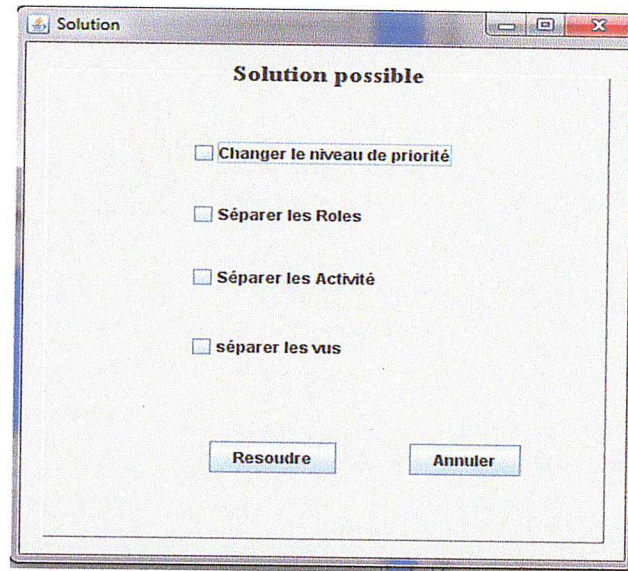 Solution
Solution possible
Changer le niveau de priorité
Séparer les Roles
Séparer les Activité
séparer les vus
Resoudre
Annuler